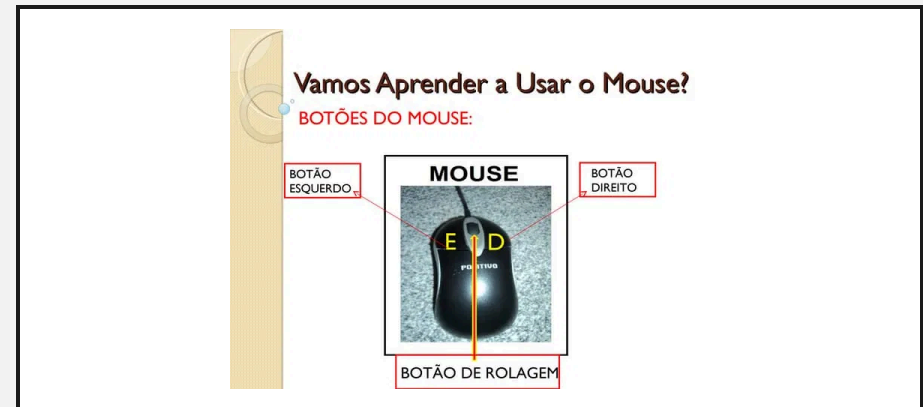 Vamos Aprender a Usar o Mouse?
BOTÕES DO MOUSE:
BOTÃO
ESQUERDO
MOUSE
BOTÃO
DIREITO
E D
POSITIVO
BOTÃO DE ROLAGEM